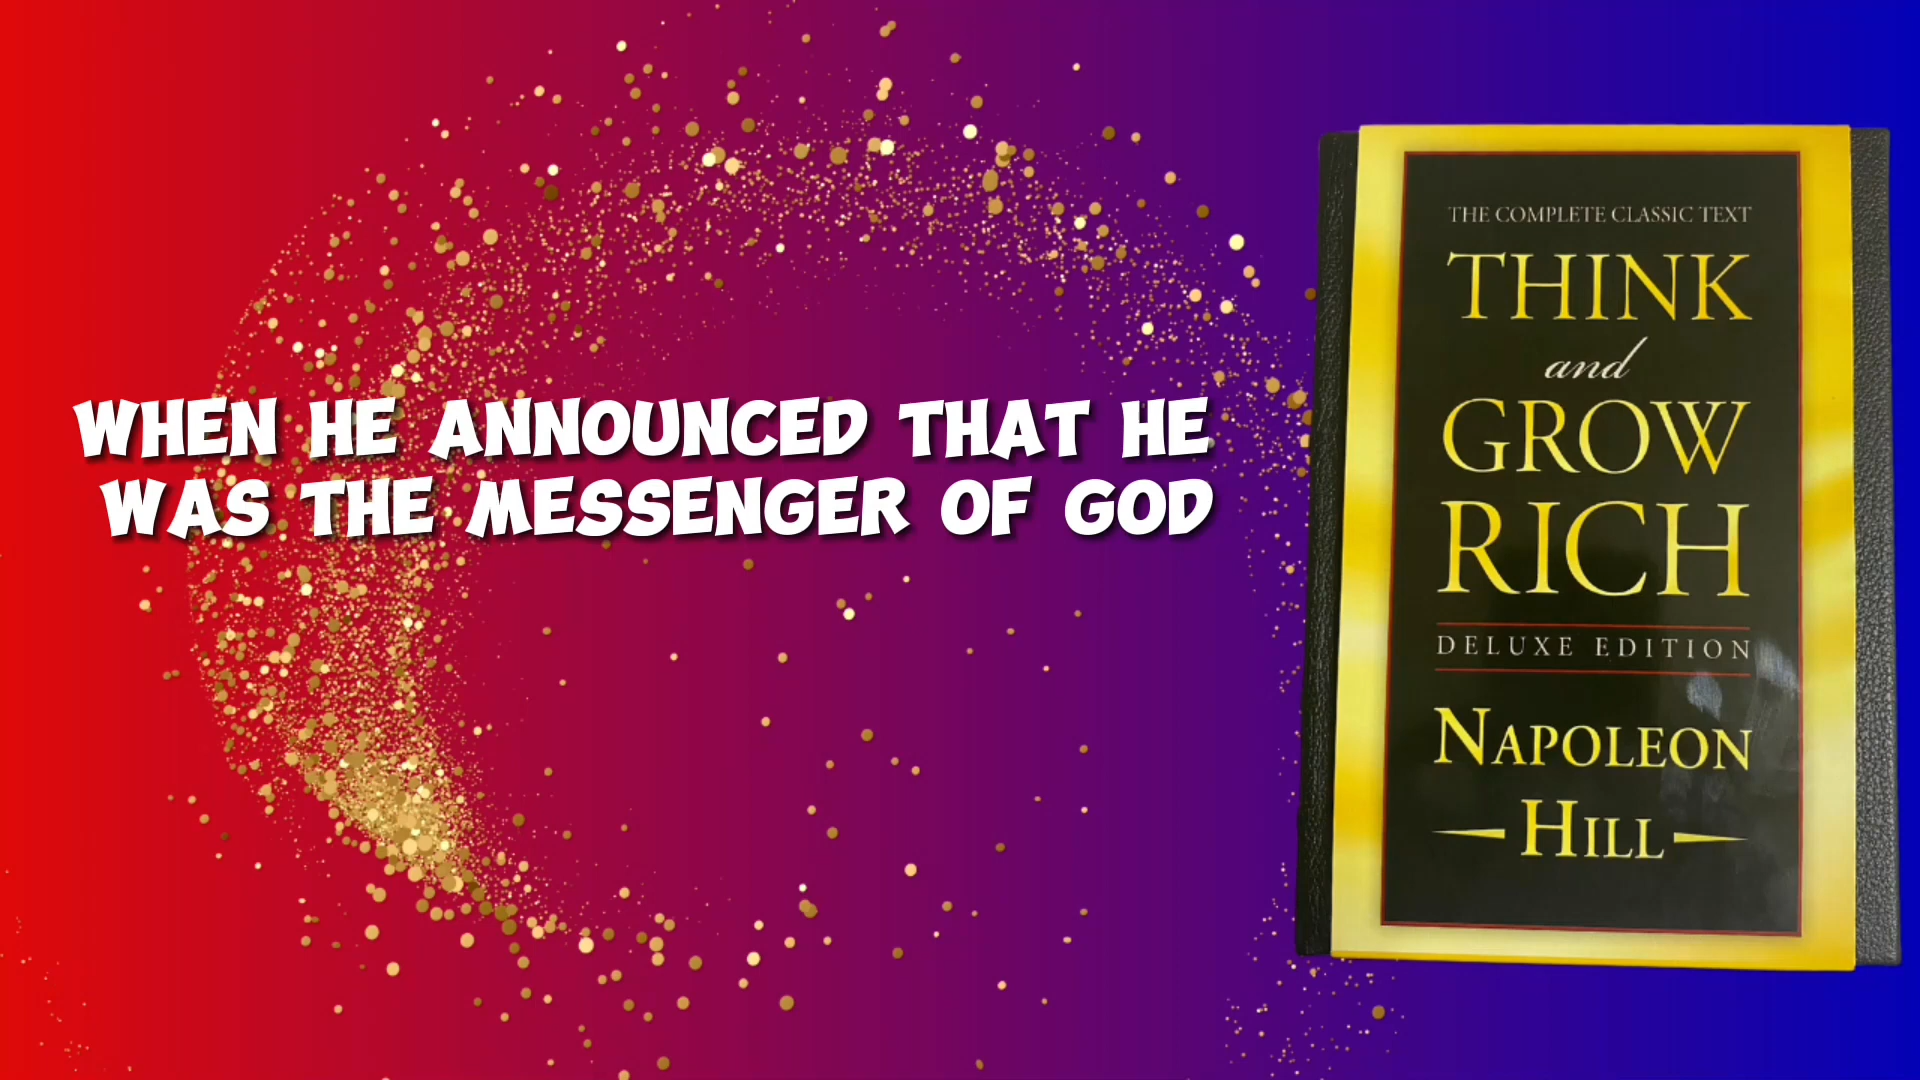 WHEN HE ANNOUNCED THAT HE
WAS THE MESSENGER OF GOD
THE COMPLETE CLASSIC TEXT
THINK
and
GROW
RICH
DELUXE EDITION
NAPOLEON
HILL